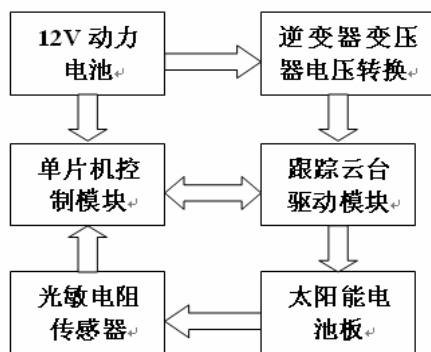 12V 动力
电池
逆变器变压
器电压转换
单片机控
制模块
跟踪云台
驱动模块
光敏电阻
传感器
太阳能电
池板